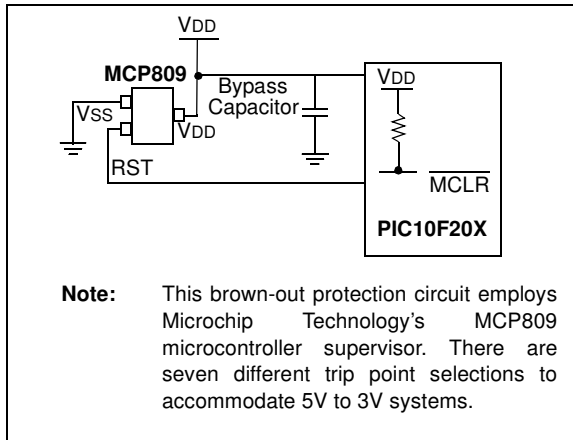 VDD
MCP809
VDD
Bypass
Capacitor
VSS
VDD
RST
MCLR
PIC10F20X
Note: This brown-out protection circuit employs
Microchip Technology's MCP809
microcontroller supervisor. There are
seven different trip point selections to
accommodate 5V to 3V systems.